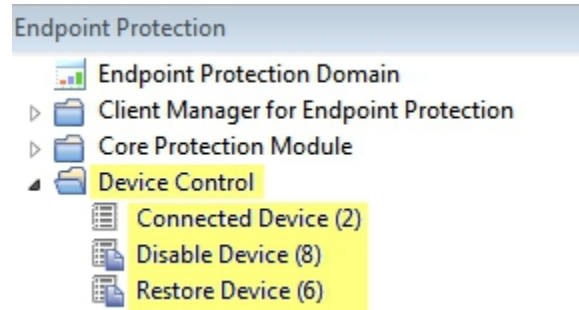 Endpoint Protection
Endpoint Protection Domain
Client Manager for Endpoint Protection
Core Protection Module
Device Control
Connected Device (2)
Disable Device (8)
Restore Device (6)